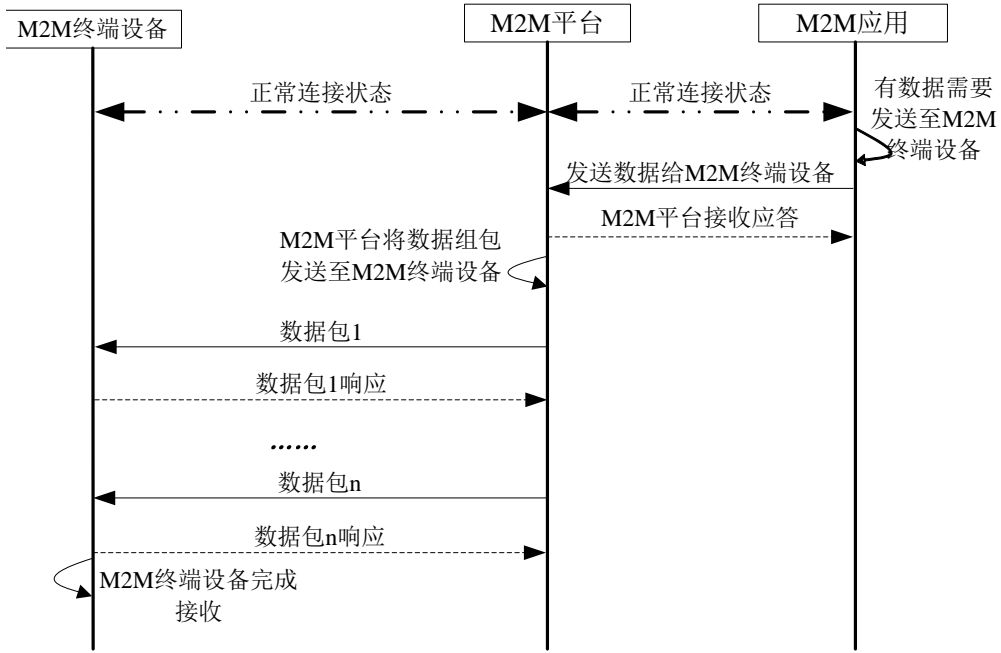 M2M终端设备
M2M平台
M2M应用
正常连接状态
正常连接状态
有数据需要
发送至M2M
终端设备
发送数据给M2M终端设备
M2M平台接收应答
M2M平台将数据组包
发送至M2M终端设备
数据包1
数据包1响应
……
数据包n
数据包n响应
M2M终端设备完成
接收